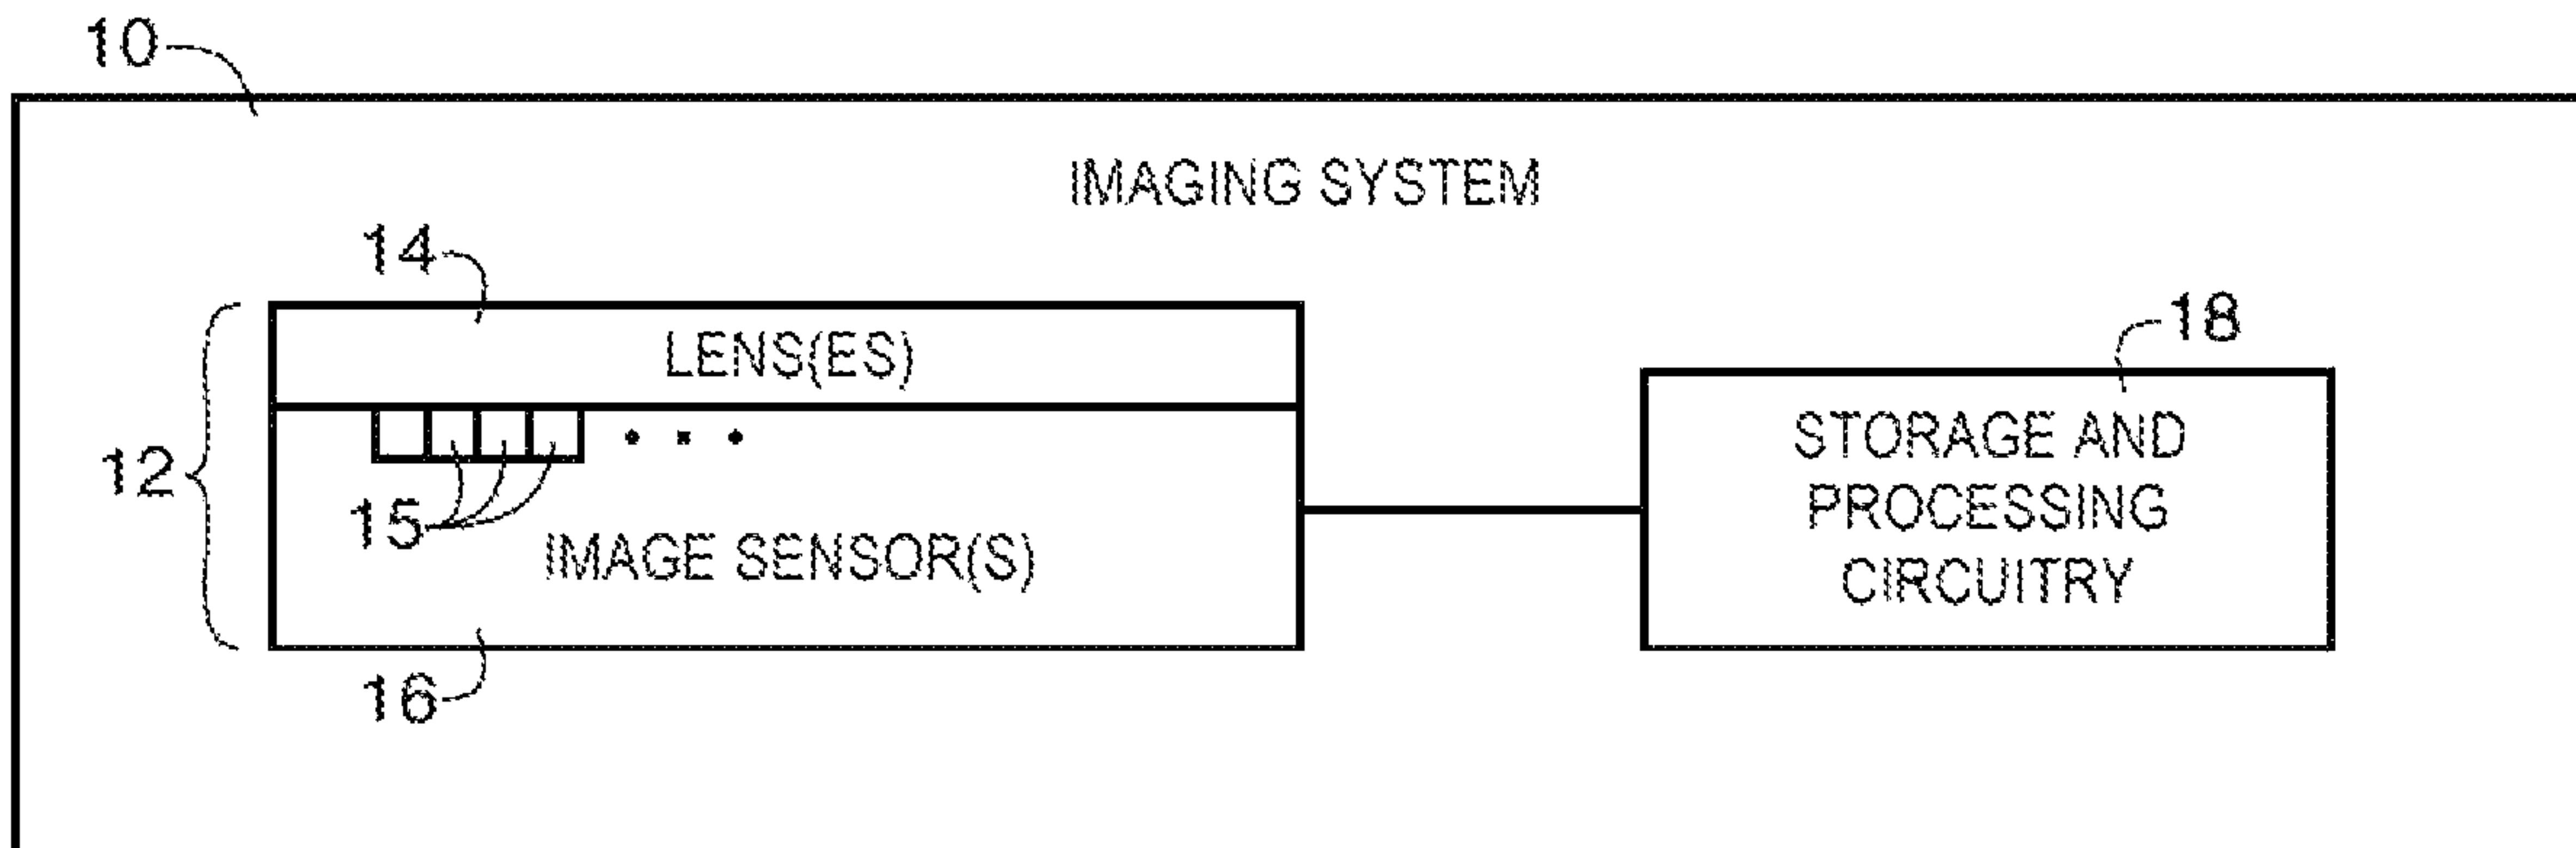 10
IMAGING SYSTEM
14
LENS(ES)
18
STORAGE AND
PROCESSING
CIRCUITRY
12
15
IMAGE SENSOR(S)
16